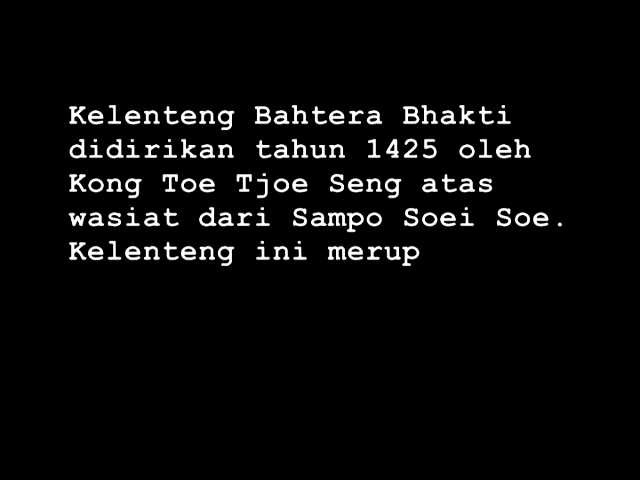 Kelenteng Bahtera Bhakti
didirikan tahun 1425 oleh
Kong Toe Tjoe Seng atas
wasiat dari Sampo Soei Soe.
Kelenteng ini merup